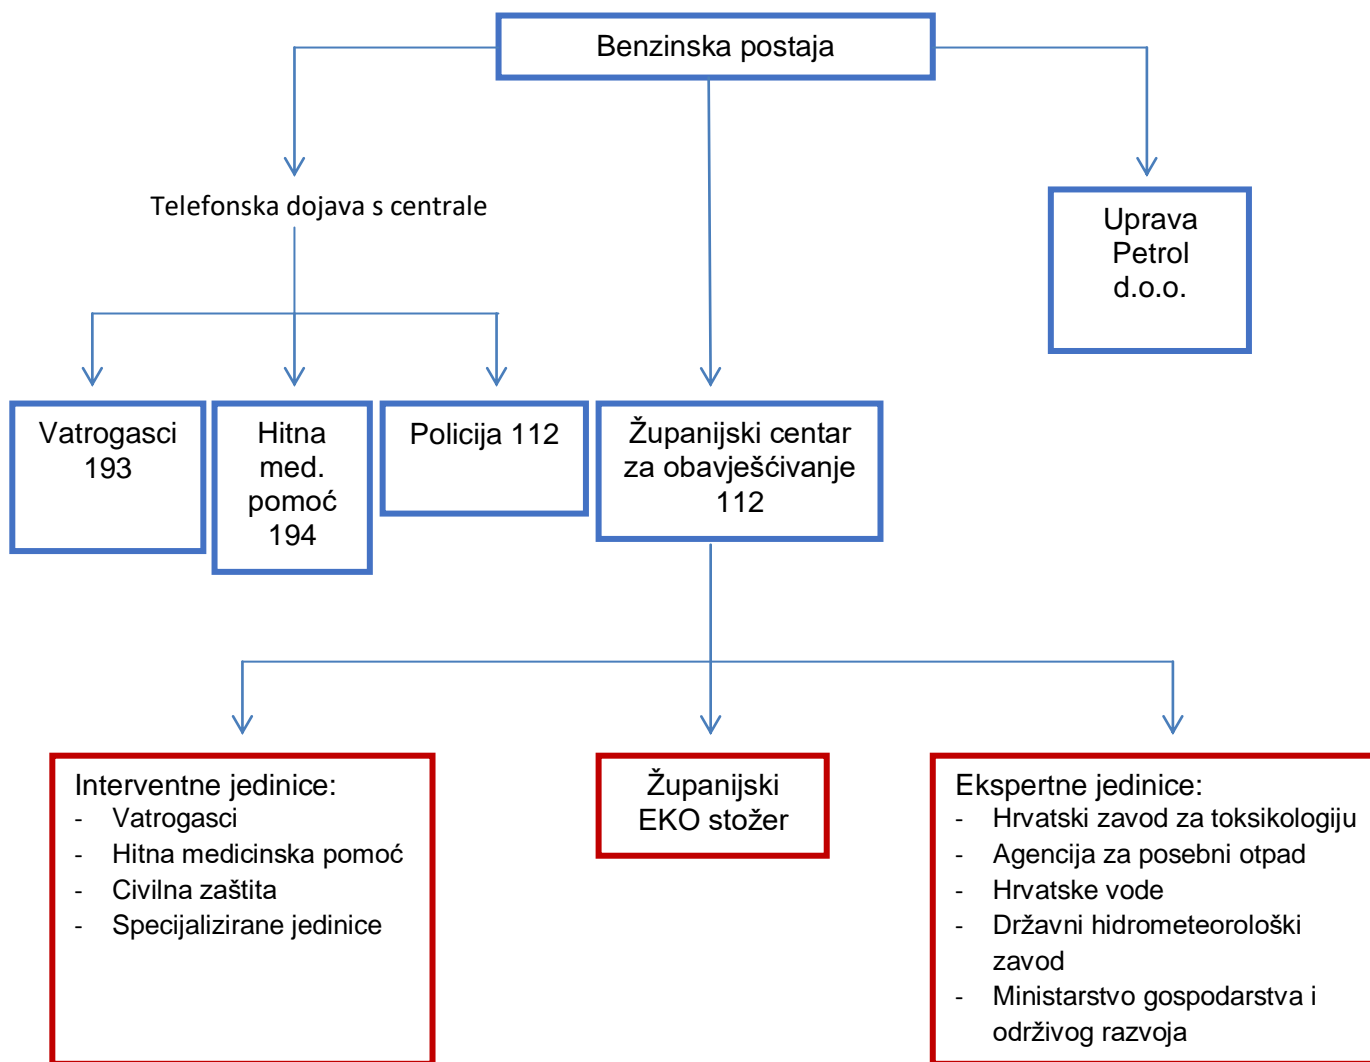 Benzinska postaja
Telefonska dojava s centrale
Uprava
Petrol
d.o.o.
Vatrogasci
193
Hitna
med.
pomoć
194
Policija 112
Županijski centar
za obavješćivanje
112
Interventne jedinice:
- Vatrogasci
- Hitna medicinska pomoć
- Civilna zaštita
- Specijalizirane jedinice
Županijski
EKO stožer
Ekspertne jedinice:
- Hrvatski zavod za toksikologiju
- Agencija za posebni otpad
- Hrvatske vode
- Državni hidrometeorološki
zavod
- Ministarstvo gospodarstva i
održivog razvoja